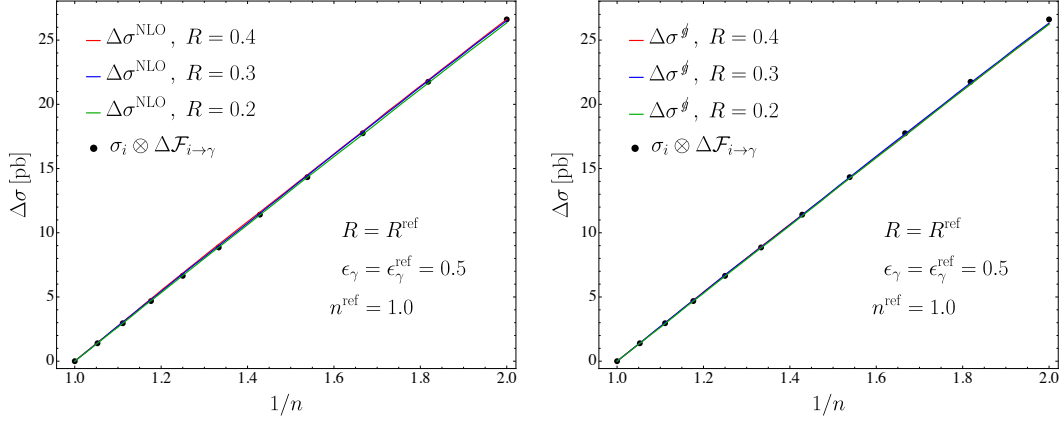 Δσ^NLO , R = 0.4
Δσ^NLO , R = 0.3
Δσ^NLO , R = 0.2
σ_i ⊗ ΔF_{i→γ}
R = R^ref
ϵ_γ = ϵ_γ^ref = 0.5
n^ref = 1.0
Δσ [pb]
25
20
15
10
5
0
1.0 1.2 1.4 1.6 1.8 2.0
1/n
Δσ , R = 0.4
Δσ , R = 0.3
Δσ , R = 0.2
σ_i ⊗ ΔF_{i→γ}
R = R^ref
ϵ_γ = ϵ_γ^ref = 0.5
n^ref = 1.0
Δσ [pb]
25
20
15
10
5
0
1.0 1.2 1.4 1.6 1.8 2.0
1/n